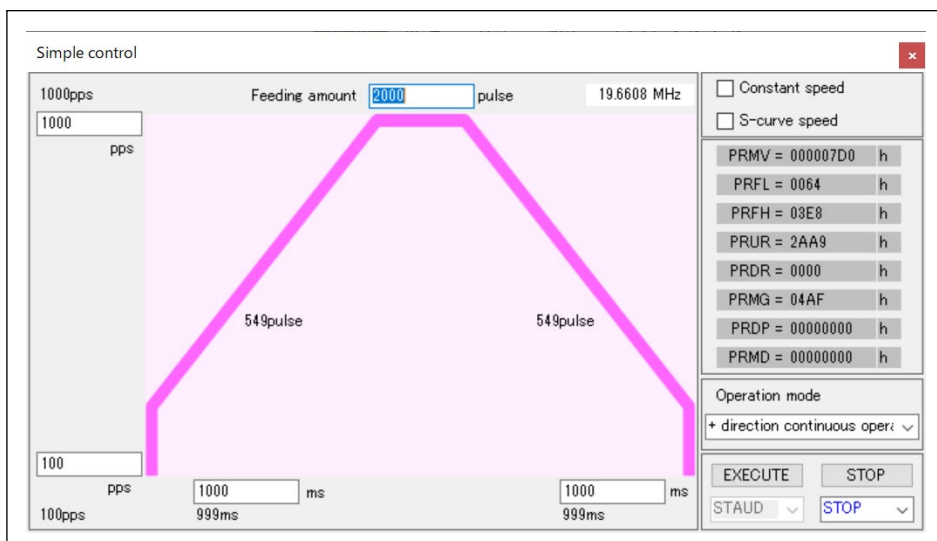 Simple control
1000pps
Feeding amount 2000 pulse
19.6608 MHz
1000
pps
549pulse
549pulse
100
pps
100pps
1000 ms
999ms
1000 ms
999ms
Constant speed
S-curve speed
PRMV = 000007D0 h
PRFL = 0064 h
PRFH = 03E8 h
PRUR = 2AA9 h
PRDR = 0000 h
PRMG = 04AF h
PRDP = 00000000 h
PRMD = 00000000 h
Operation mode
+ direction continuous opera
EXECUTE STOP
STAUD STOP